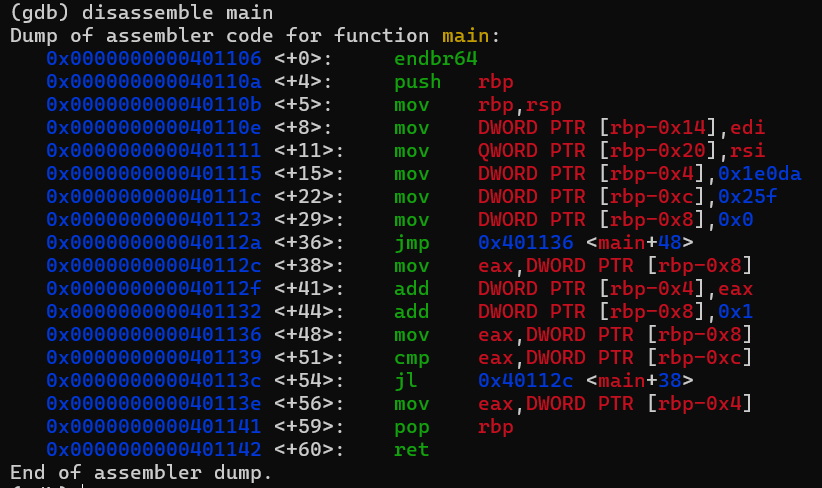 (gdb) disassemble main
Dump of assembler code for function main:
0x0000000000401106 <+0>: endbr64
0x000000000040110a <+4>: push rbp
0x000000000040110b <+5>: mov rbp,rsp
0x000000000040110e <+8>: mov DWORD PTR [rbp-0x14],edi
0x0000000000401111 <+11>: mov QWORD PTR [rbp-0x20],rsi
0x0000000000401115 <+15>: mov DWORD PTR [rbp-0x4],0x1e0da
0x000000000040111c <+22>: mov DWORD PTR [rbp-0xc],0x25f
0x0000000000401123 <+29>: mov DWORD PTR [rbp-0x8],0x0
0x000000000040112a <+36>: jmp 0x401136 <main+48>
0x000000000040112c <+38>: mov eax,DWORD PTR [rbp-0x8]
0x000000000040112f <+41>: add DWORD PTR [rbp-0x4],eax
0x0000000000401132 <+44>: add DWORD PTR [rbp-0x8],0x1
0x0000000000401136 <+48>: mov eax,DWORD PTR [rbp-0x8]
0x0000000000401139 <+51>: cmp eax,DWORD PTR [rbp-0xc]
0x000000000040113c <+54>: jl 0x40112c <main+38>
0x000000000040113e <+56>: mov eax,DWORD PTR [rbp-0x4]
0x0000000000401141 <+59>: pop rbp
0x0000000000401142 <+60>: ret
End of assembler dump.